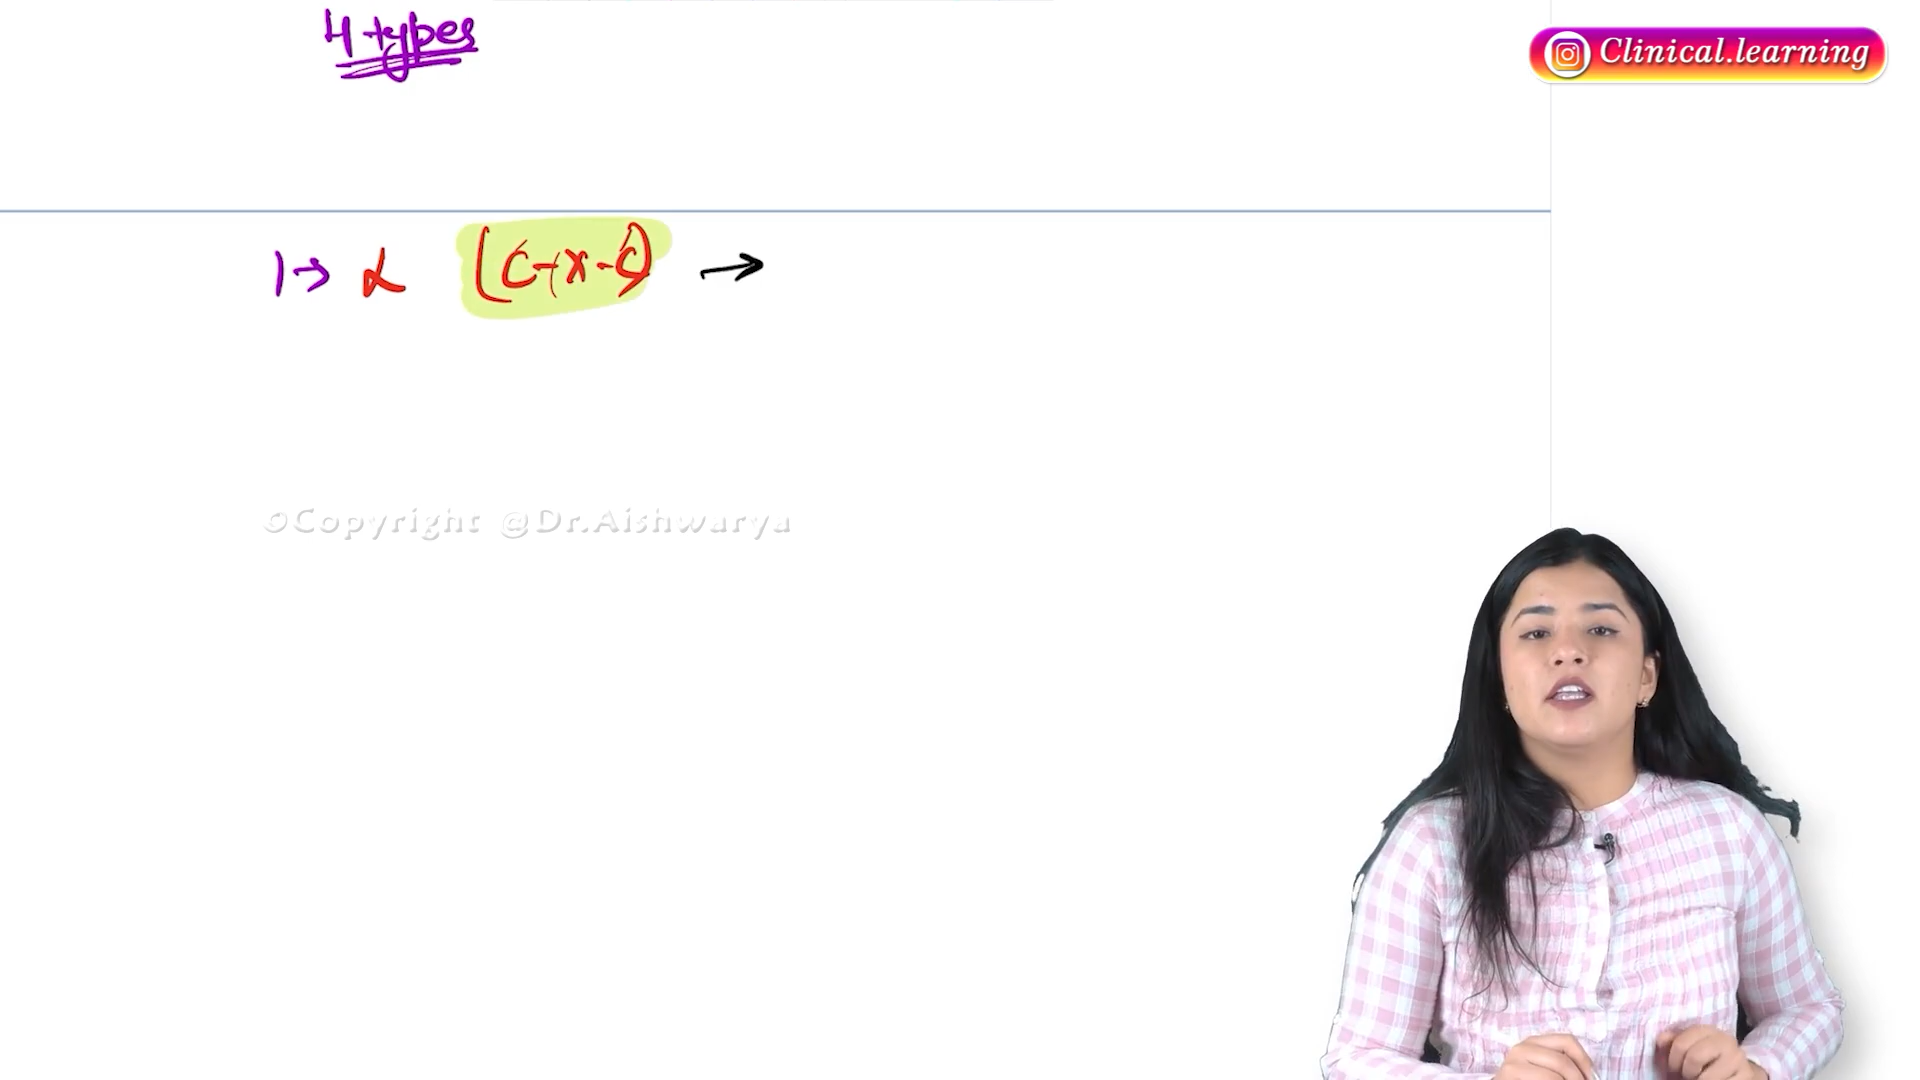 4 types
Clinical.learning
1→ α (C-X-C) →
©Copyright @Dr.Aishwarya